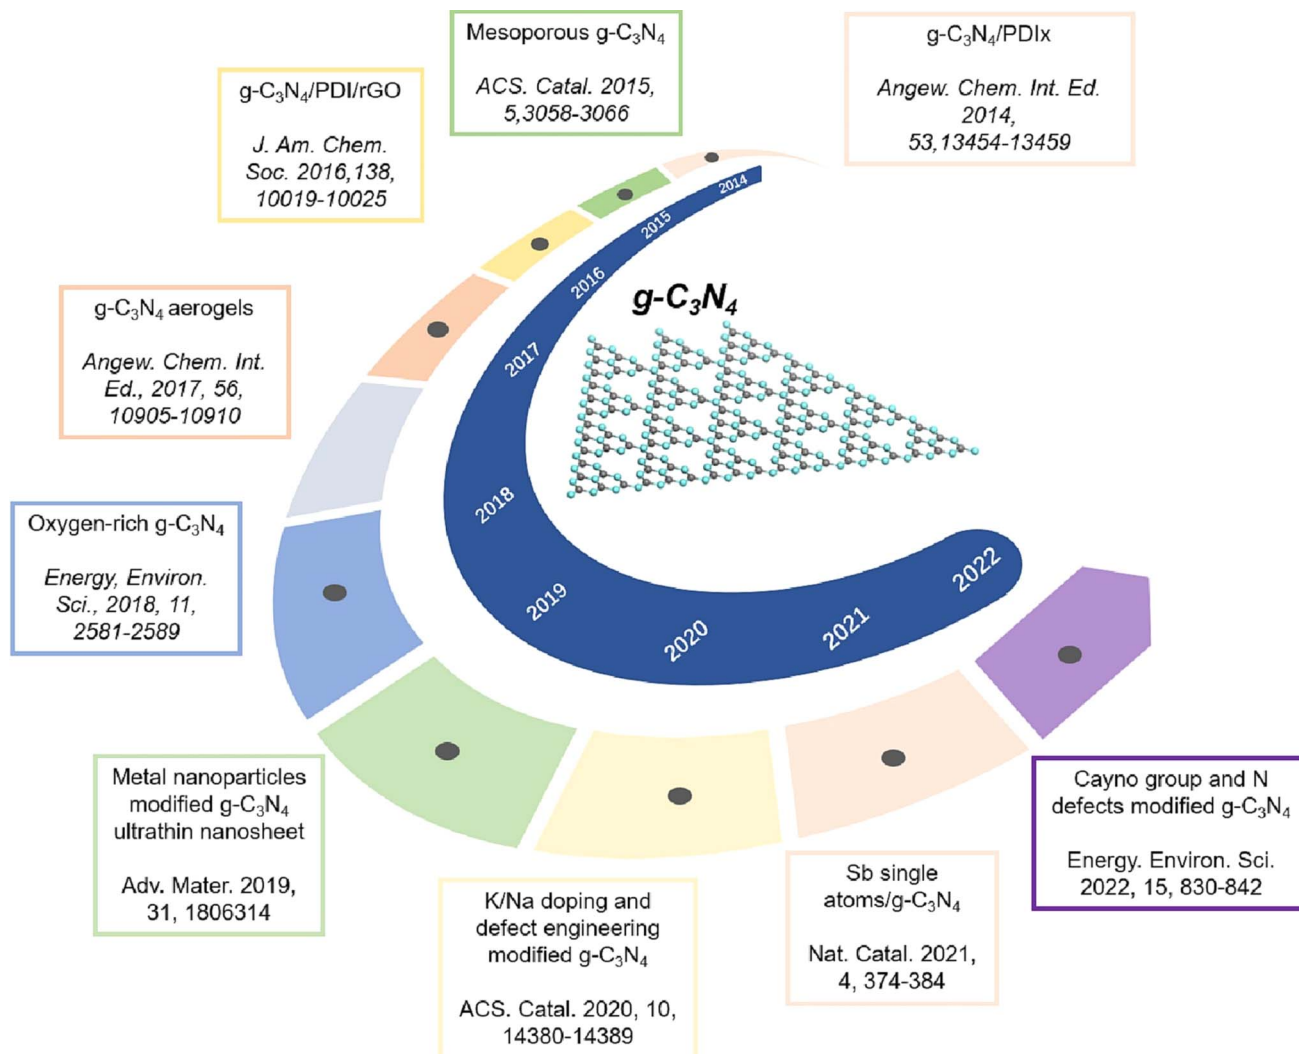 Mesoporous g-C₃N₄
ACS. Catal. 2015,
5,3058-3066
g-C₃N₄/PDIx
Angew. Chem. Int. Ed.
2014,
53,13454-13459
g-C₃N₄/PDI/rGO
J. Am. Chem.
Soc. 2016,138,
10019-10025
g-C₃N₄ aerogels
Angew. Chem. Int.
Ed., 2017, 56,
10905-10910
Oxygen-rich g-C₃N₄
Energy, Environ.
Sci., 2018, 11,
2581-2589
Metal nanoparticles
modified g-C₃N₄
ultrathin nanosheet
Adv. Mater. 2019,
31, 1806314
K/Na doping and
defect engineering
modified g-C₃N₄
ACS. Catal. 2020, 10,
14380-14389
Sb single
atoms/g-C₃N₄
Nat. Catal. 2021,
4, 374-384
Cayno group and N
defects modified g-C₃N₄
Energy. Environ. Sci.
2022, 15, 830-842
2014
2015
2016
2017
2018
2019
2020
2021
2022
g-C₃N₄